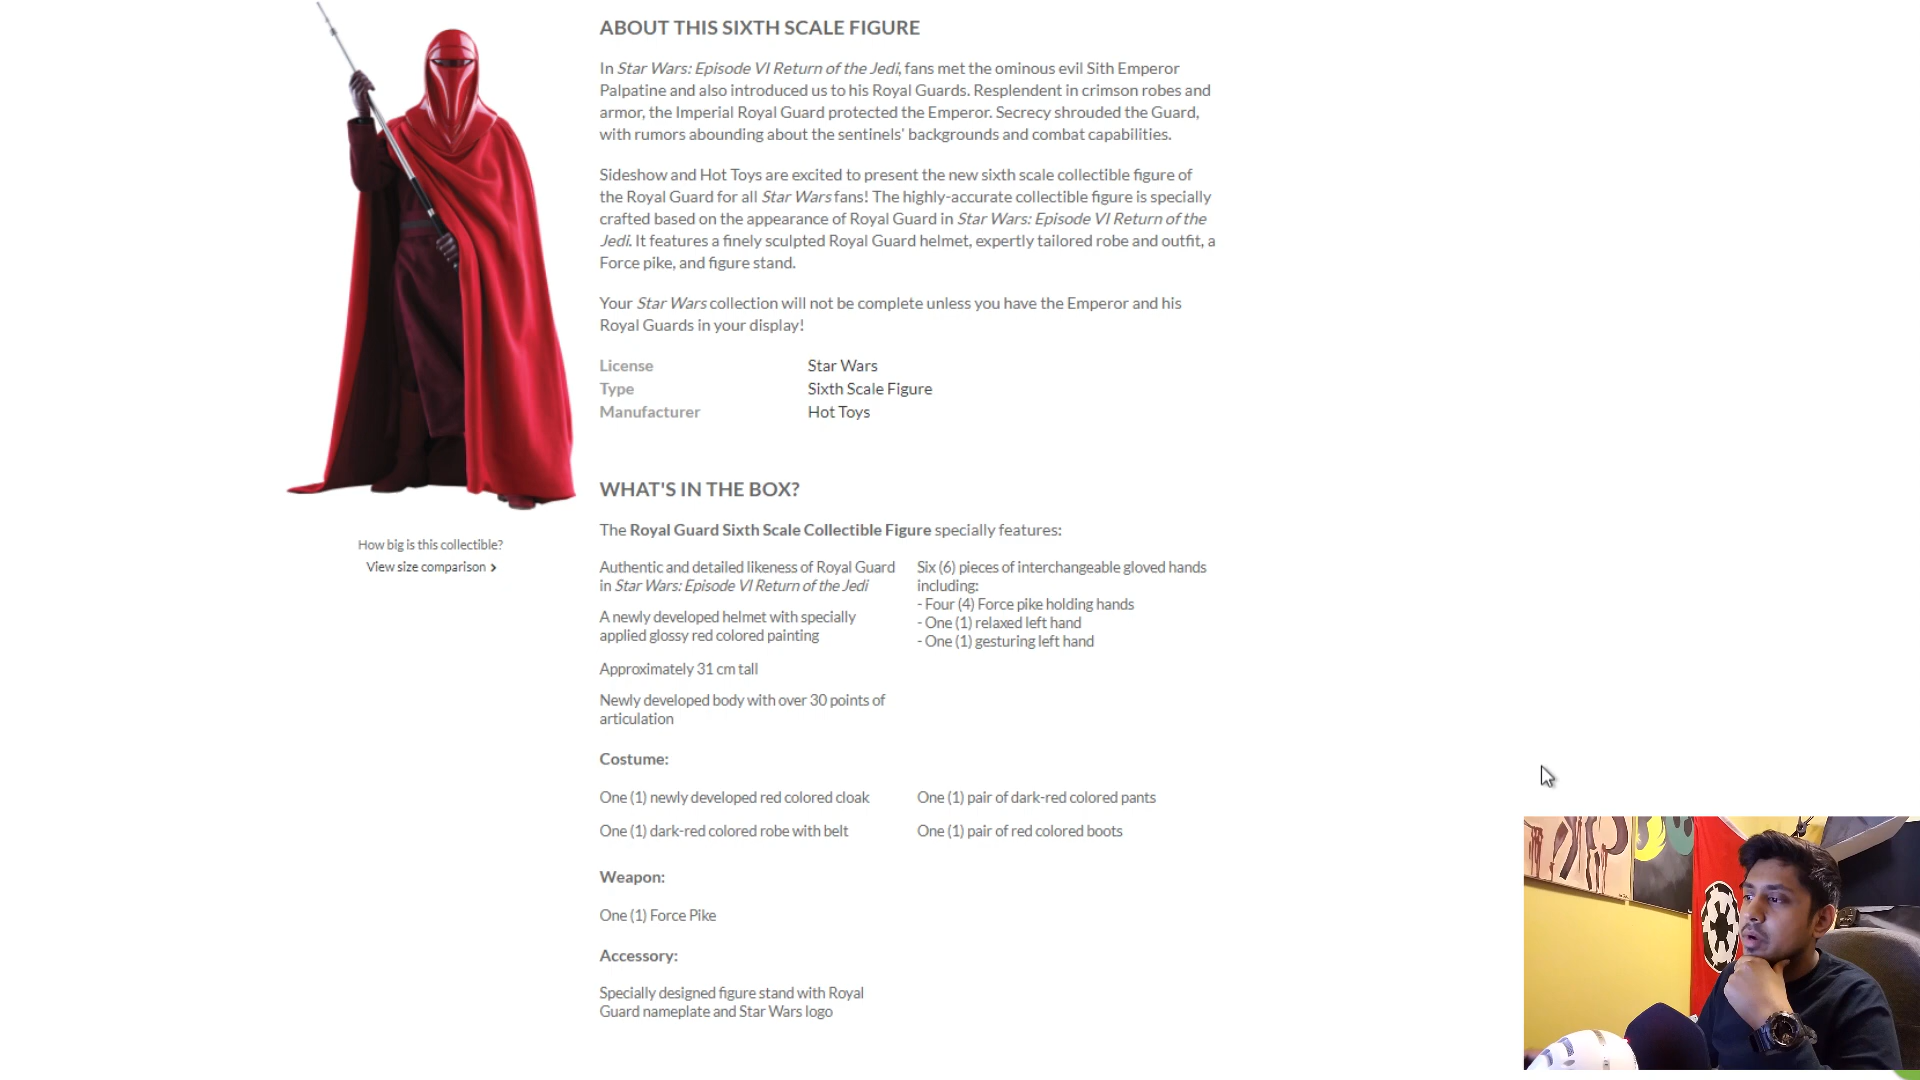 ABOUT THIS SIXTH SCALE FIGURE
In Star Wars: Episode VI Return of the Jedi, fans met the ominous evil Sith Emperor
Palpatine and also introduced us to his Royal Guards. Resplendent in crimson robes and
armor, the Imperial Royal Guard protected the Emperor. Secrecy shrouded the Guard,
with rumors abounding about the sentinels' backgrounds and combat capabilities.
Sideshow and Hot Toys are excited to present the new sixth scale collectible figure of
the Royal Guard for all Star Wars fans! The highly-accurate collectible figure is specially
crafted based on the appearance of Royal Guard in Star Wars: Episode VI Return of the
Jedi. It features a finely sculpted Royal Guard helmet, expertly tailored robe and outfit, a
Force pike, and figure stand.
Your Star Wars collection will not be complete unless you have the Emperor and his
Royal Guards in your display!
License Star Wars
Type Sixth Scale Figure
Manufacturer Hot Toys
How big is this collectible?
View size comparison >
WHAT'S IN THE BOX?
The Royal Guard Sixth Scale Collectible Figure specially features:
Authentic and detailed likeness of Royal Guard
in Star Wars: Episode VI Return of the Jedi
A newly developed helmet with specially
applied glossy red colored painting
Approximately 31 cm tall
Newly developed body with over 30 points of
articulation
Six (6) pieces of interchangeable gloved hands
including:
- Four (4) Force pike holding hands
- One (1) relaxed left hand
- One (1) gesturing left hand
Costume:
One (1) newly developed red colored cloak
One (1) dark-red colored robe with belt
One (1) pair of dark-red colored pants
One (1) pair of red colored boots
Weapon:
One (1) Force Pike
Accessory:
Specially designed figure stand with Royal
Guard nameplate and Star Wars logo